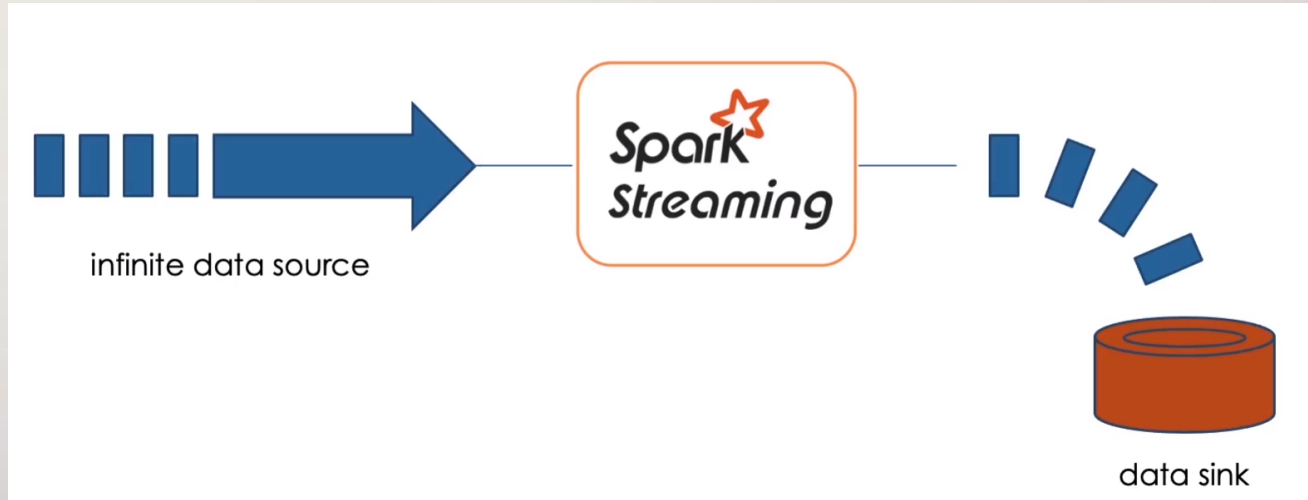 Spark
Streaming
infinite data source
data sink